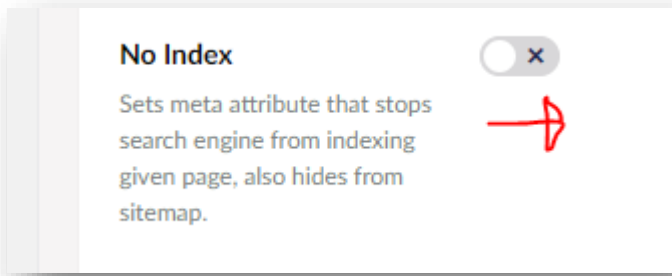 No Index
Sets meta attribute that stops
search engine from indexing
given page, also hides from
sitemap.